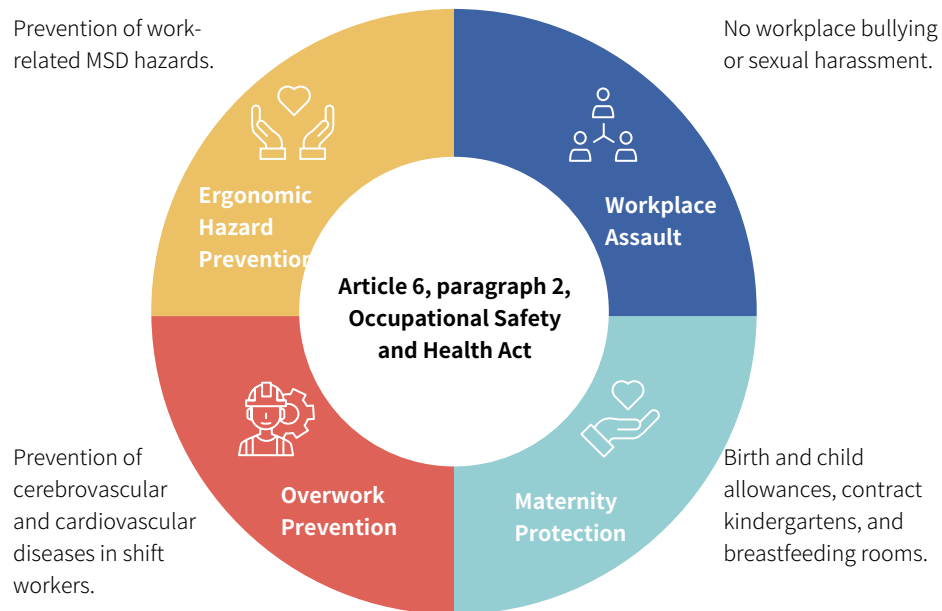 Prevention of work-
related MSD hazards.
No workplace bullying
or sexual harassment.
Ergonomic
Hazard
Prevention
Workplace
Assault
Article 6, paragraph 2,
Occupational Safety
and Health Act
Prevention of
cerebrovascular
and cardiovascular
diseases in shift
workers.
Overwork
Prevention
Maternity
Protection
Birth and child
allowances, contract
kindergartens, and
breastfeeding rooms.